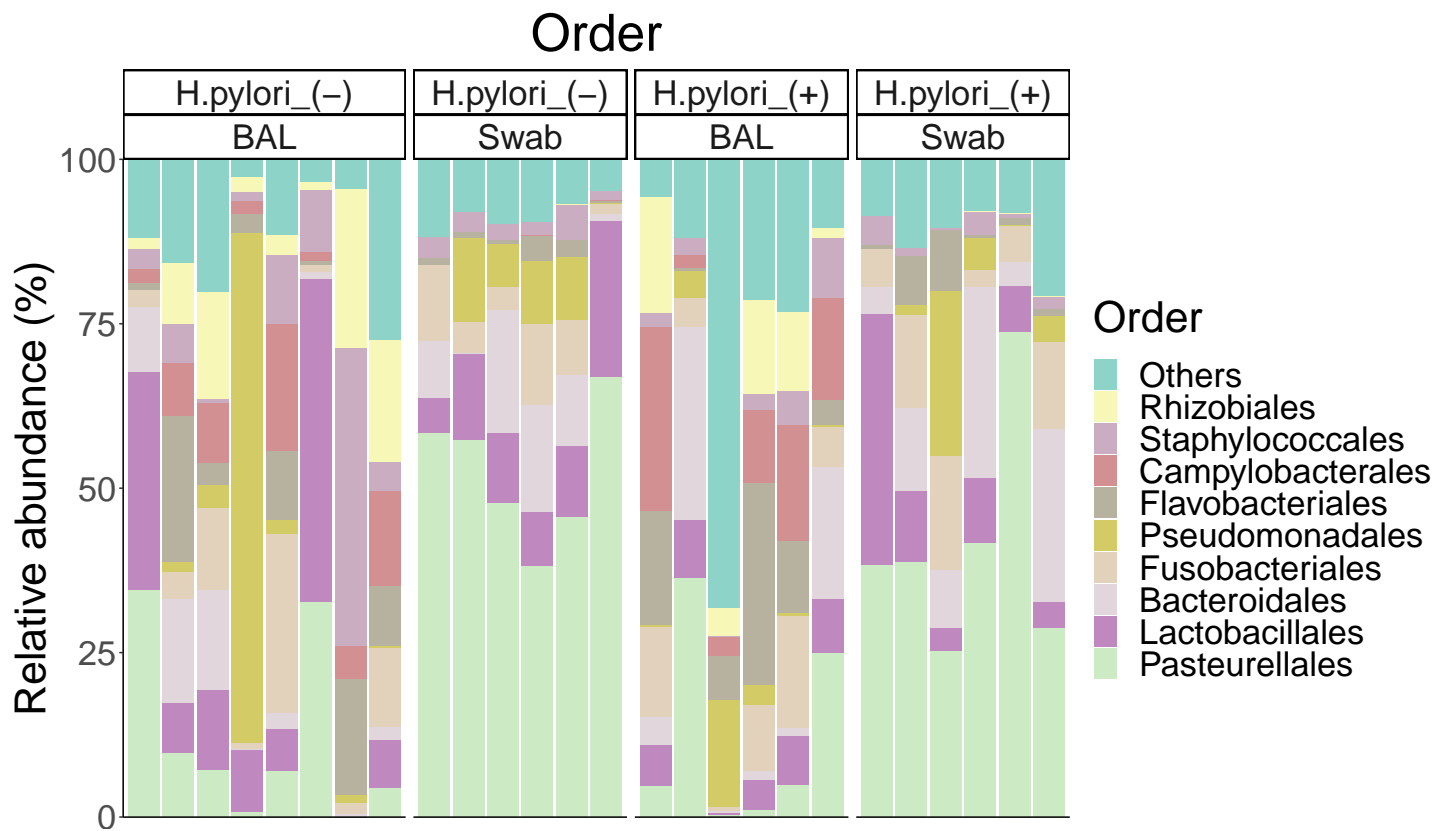 Order
H.pylori_(−) H.pylori_(−) H.pylori_(+) H.pylori_(+)
BAL Swab BAL Swab
100
75
50
25
0
Relative abundance (%)
Order
Others
Rhizobiales
Staphylococcales
Campylobacterales
Flavobacteriales
Pseudomonadales
Fusobacteriales
Bacteroidales
Lactobacillales
Pasteurellales